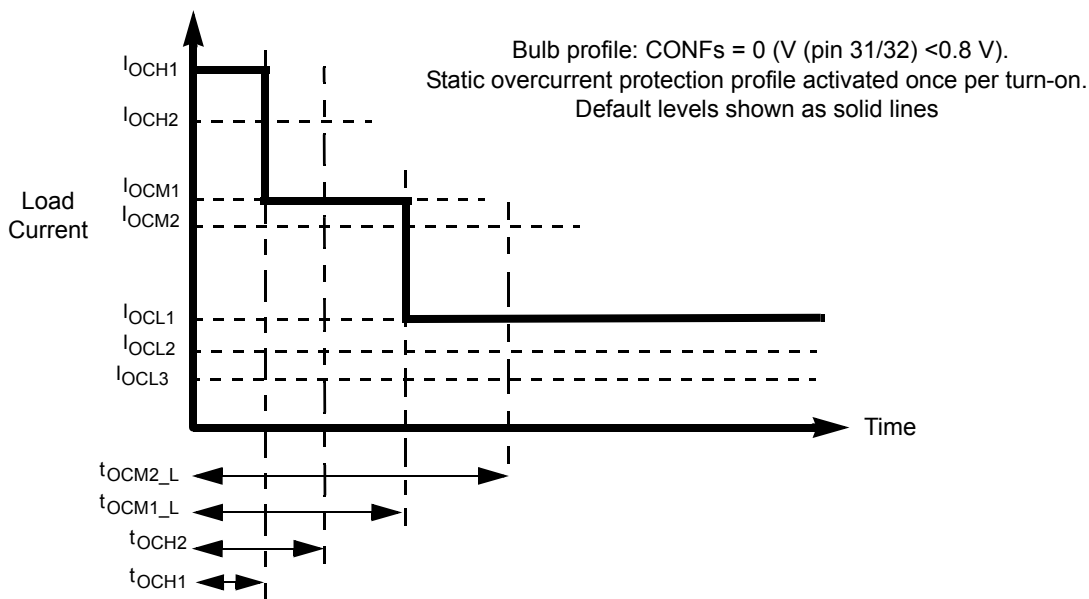 Bulb profile: CONFs = 0 (V (pin 31/32) <0.8 V).
Static overcurrent protection profile activated once per turn-on.
Default levels shown as solid lines
IOCH1
IOCH2
IOCM1
IOCM2
Load
Current
IOCL1
IOCL2
IOCL3
Time
tOCM2_L
tOCM1_L
tOCH2
tOCH1